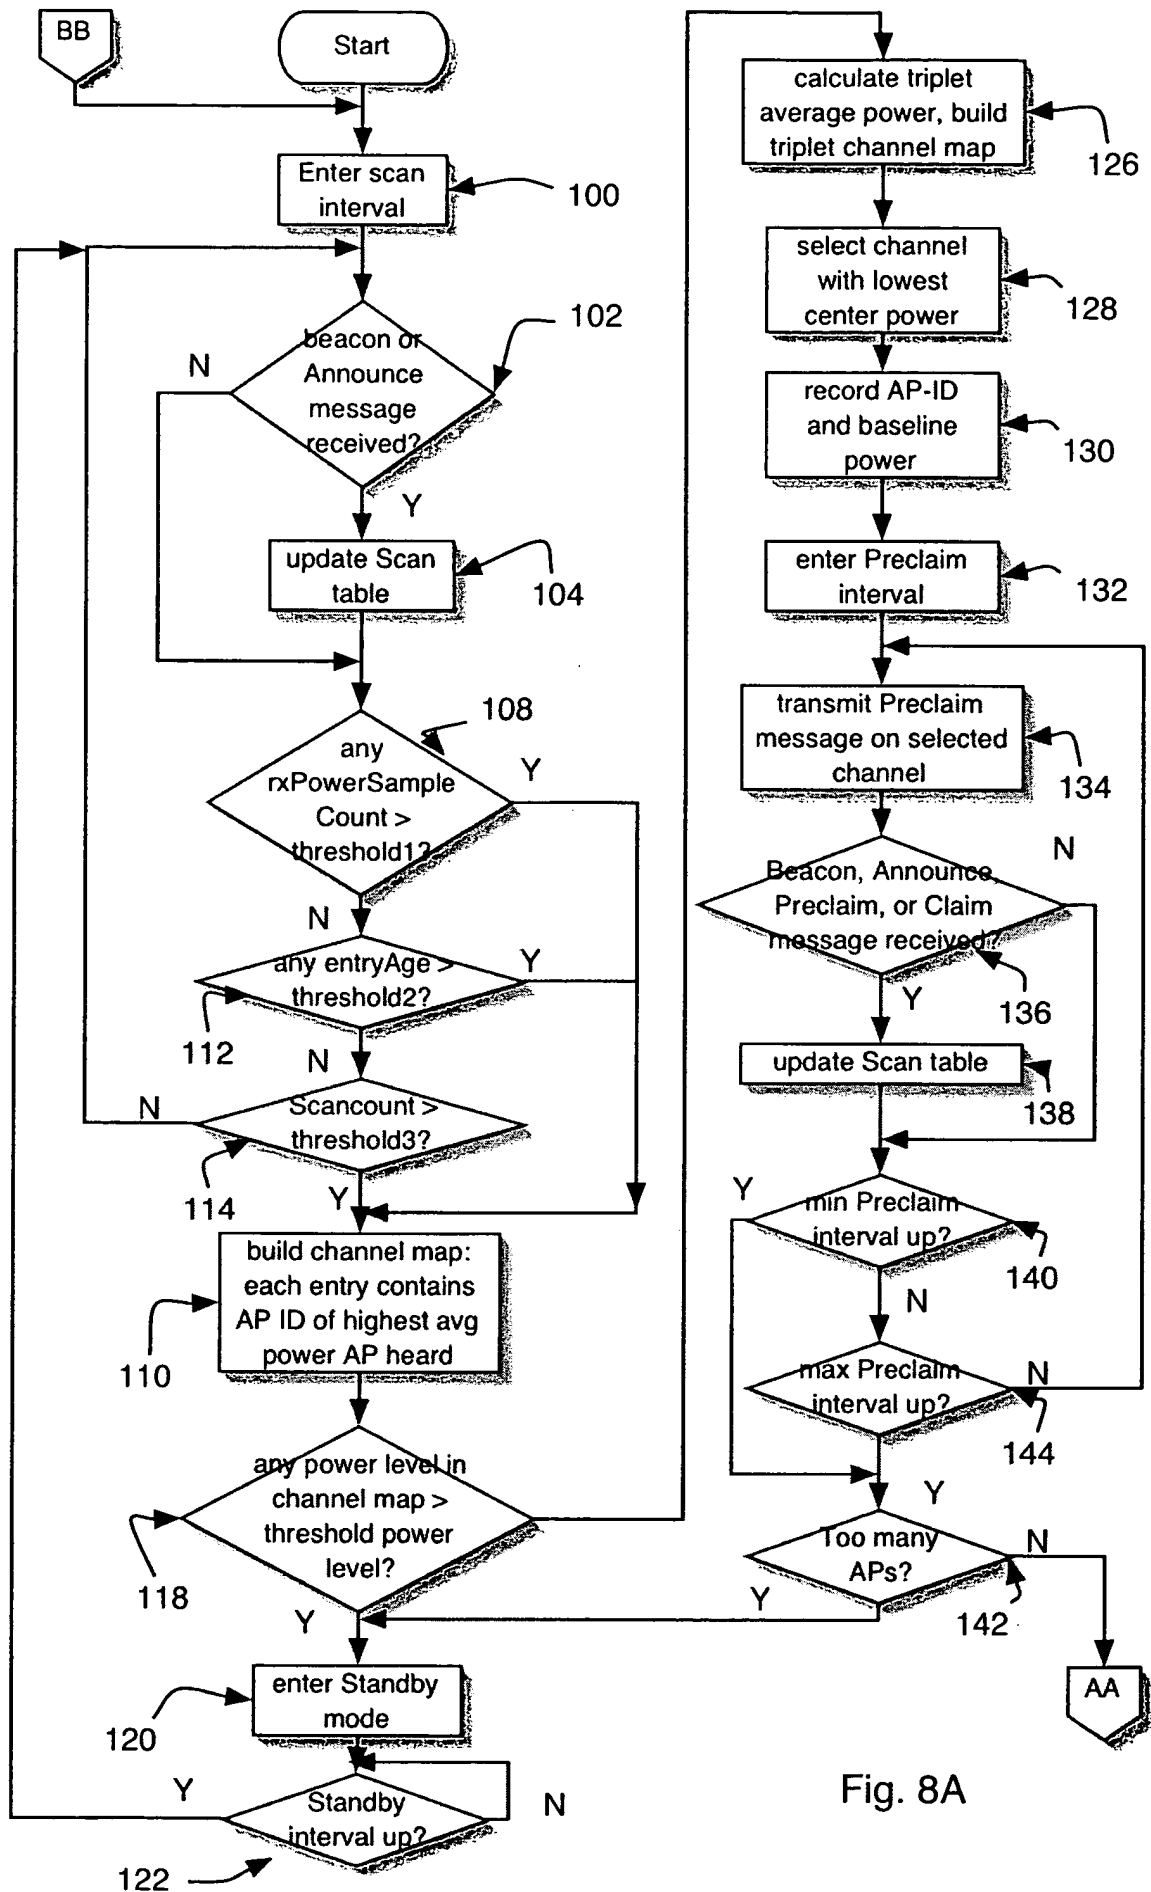 BB
Start
Enter scan
interval
100
beacon or
Announce
message
received?
102
N
Y
update Scan
table
104
any
rxPowerSample
Count >
threshold1?
108
Y
N
any entryAge >
threshold2?
Y
112
N
Scancount >
threshold3?
N
114
Y
build channel map:
each entry contains
AP ID of highest avg
power AP heard
110
any power level in
channel map >
threshold power
level?
118
Y
enter Standby
mode
120
Standby
interval up?
Y
N
122
calculate triplet
average power, build
triplet channel map
126
select channel
with lowest
center power
128
record AP-ID
and baseline
power
130
enter Preclaim
interval
132
transmit Preclaim
message on selected
channel
134
Beacon, Announce,
Preclaim, or Claim
message received?
N
136
Y
update Scan table
138
min Preclaim
interval up?
Y
140
N
max Preclaim
interval up?
N
144
Y
Too many
APs?
N
142
Y
AA
Fig. 8A